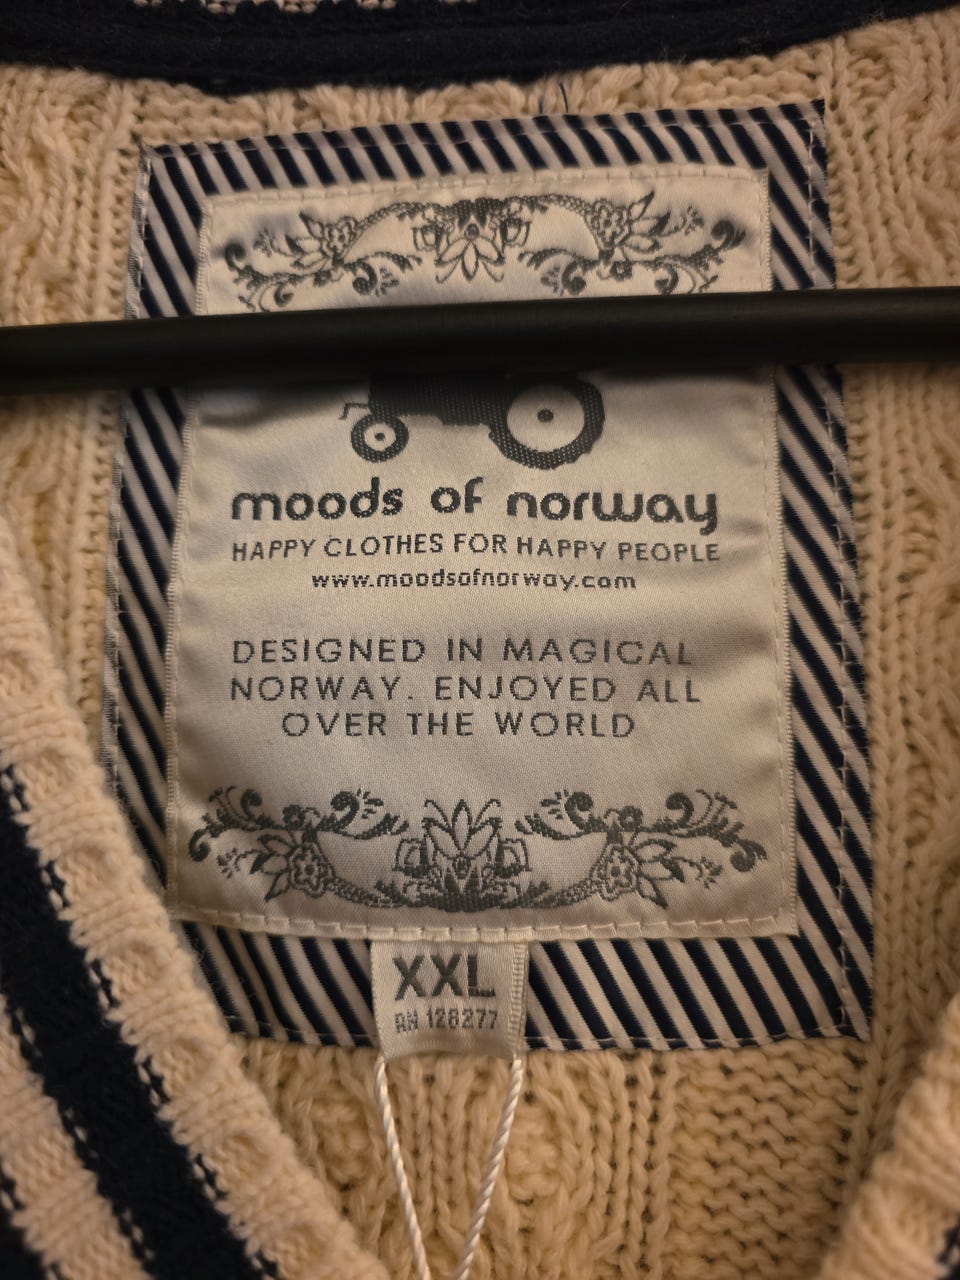 moods of norway
HAPPY CLOTHES FOR HAPPY PEOPLE
www.moodsofnorway.com
DESIGNED IN MAGICAL
NORWAY. ENJOYED ALL
OVER THE WORLD
XXL
RN 128277